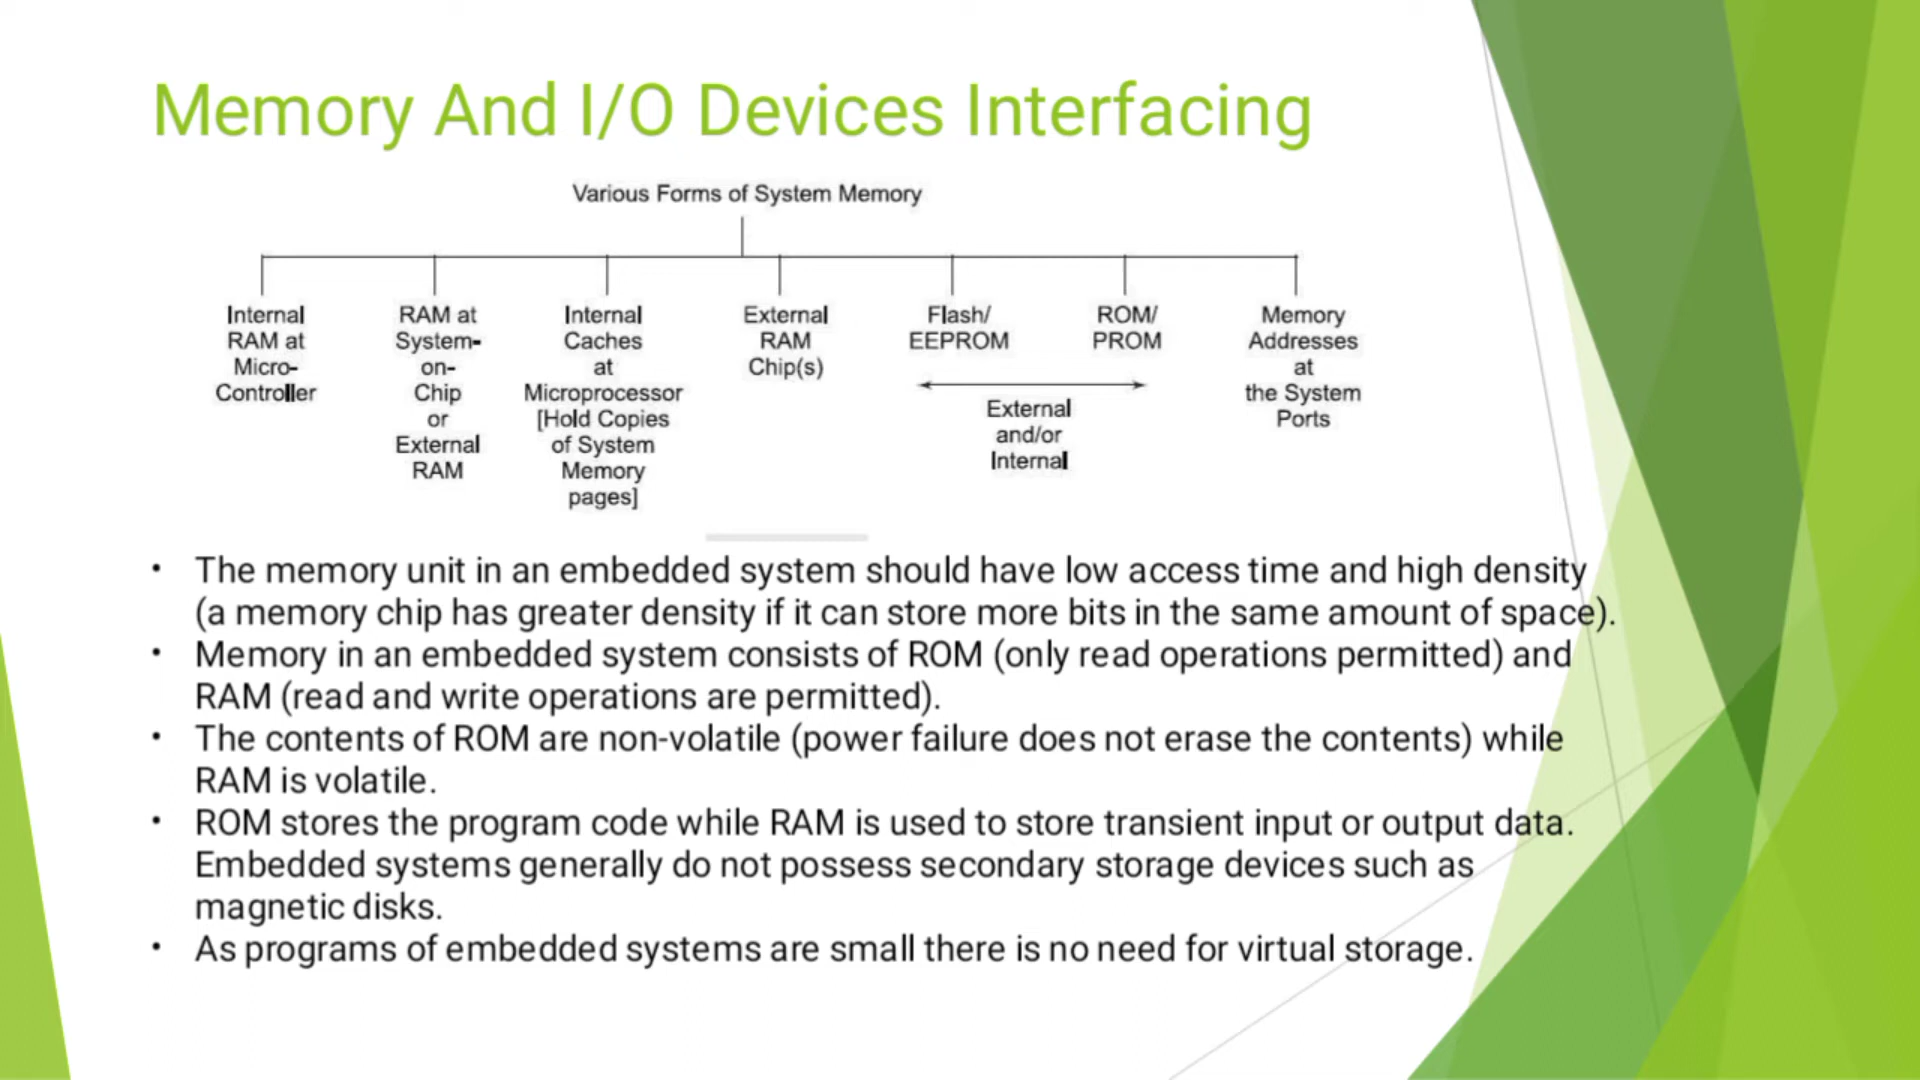 Memory And I/O Devices Interfacing
Various Forms of System Memory
Internal
RAM at
Micro-
Controller
RAM at
System-
on-
Chip
or
External
RAM
Internal
Caches
at
Microprocessor
[Hold Copies
of System
Memory
pages]
External
RAM
Chip(s)
Flash/
EEPROM
ROM/
PROM
External
and/or
Internal
Memory
Addresses
at
the System
Ports
• The memory unit in an embedded system should have low access time and high density
(a memory chip has greater density if it can store more bits in the same amount of space).
• Memory in an embedded system consists of ROM (only read operations permitted) and
RAM (read and write operations are permitted).
• The contents of ROM are non-volatile (power failure does not erase the contents) while
RAM is volatile.
• ROM stores the program code while RAM is used to store transient input or output data.
Embedded systems generally do not possess secondary storage devices such as
magnetic disks.
• As programs of embedded systems are small there is no need for virtual storage.